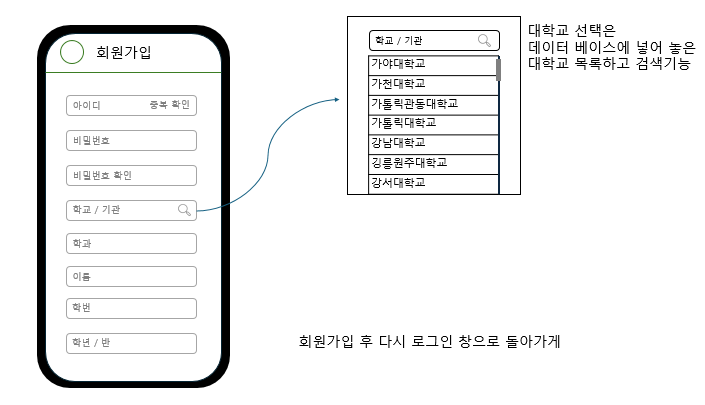 회원가입
아이디 중복 확인
비밀번호
비밀번호 확인
학교 / 기관
학과
이름
학번
학년 / 반
학교 / 기관
가야대학교
가천대학교
가톨릭관동대학교
가톨릭대학교
강남대학교
강릉원주대학교
강서대학교
대학교 선택은
데이터 베이스에 넣어 놓은
대학교 목록하고 검색기능
회원가입 후 다시 로그인 창으로 돌아가게